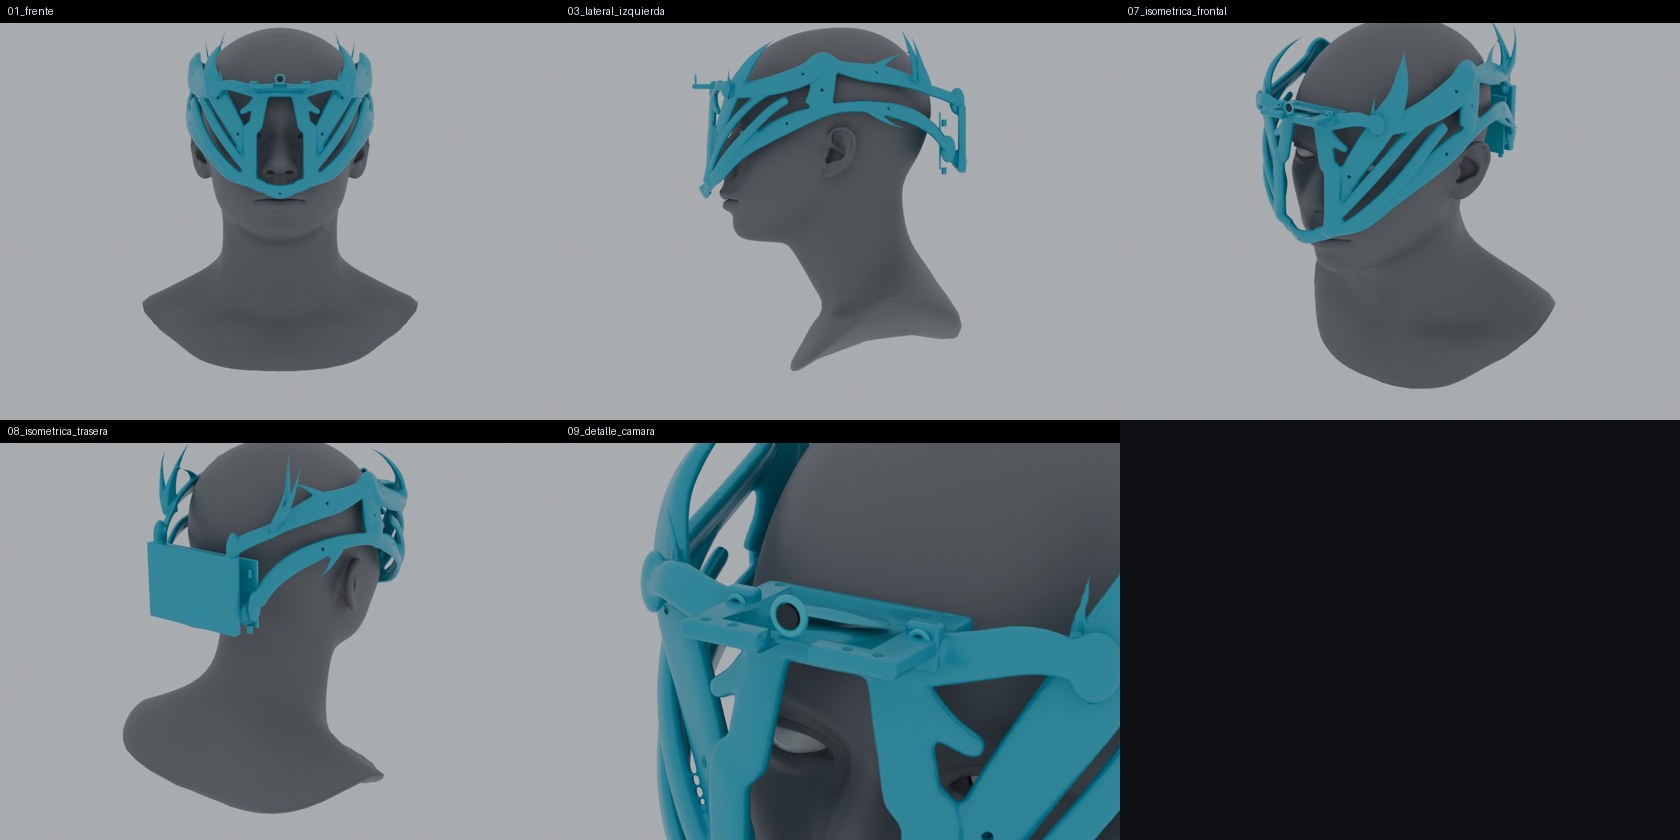 01_frente
03_lateral_izquierda
07_isometrica_frontal
08_isometrica_trasera
09_detalle_camara